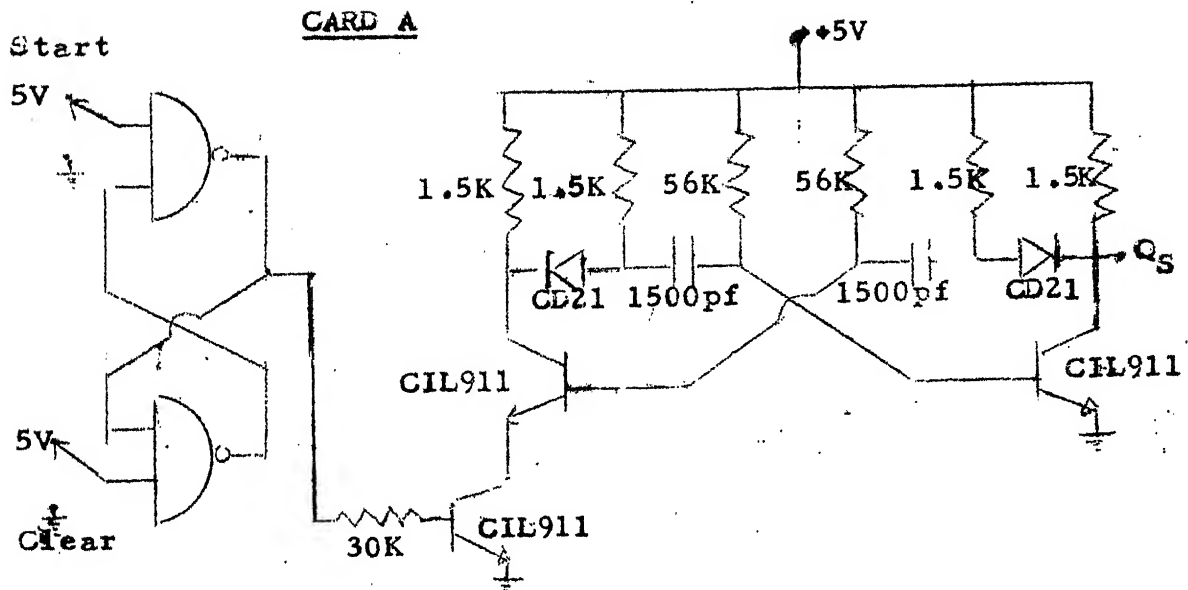 CARD A
Start
+5V
5V
1.5K 1.5K 56K 56K 1.5K 1.5K
Q_S
CD21 1500pf 1500pf CD21
CIL911 CIL911
5V
CIL911
Clear
30K